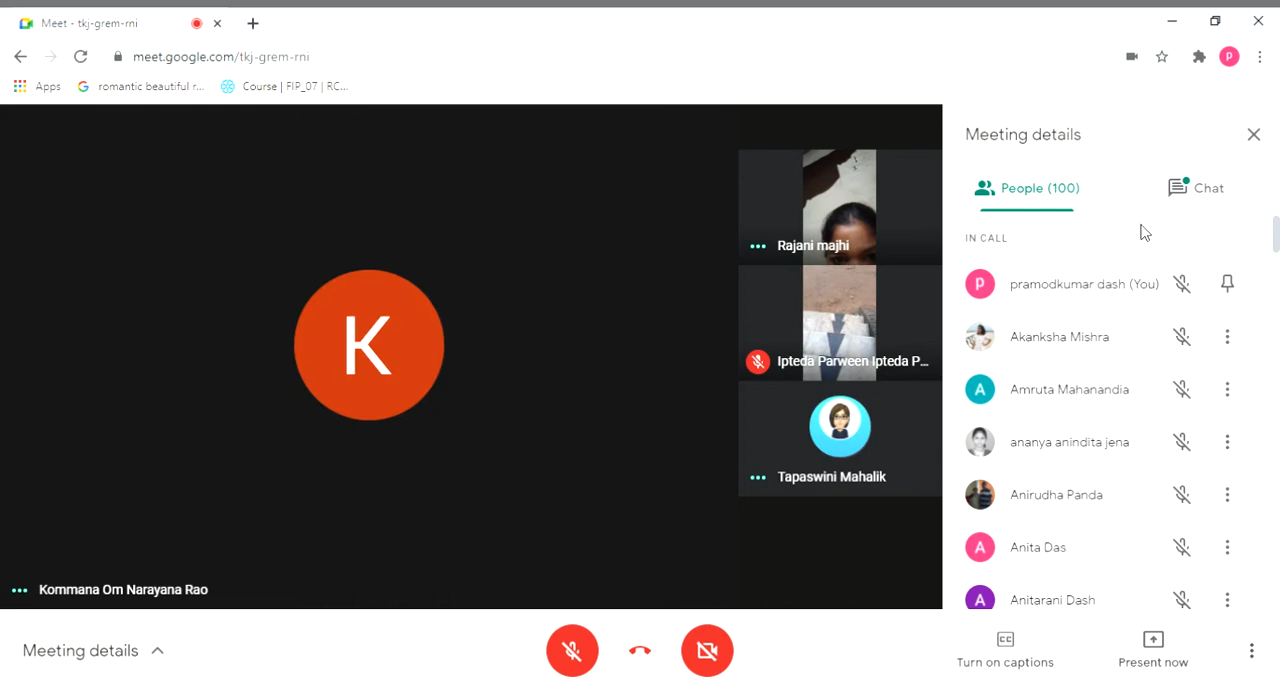 Meet - tkj-grem-rni
meet.google.com/tkj-grem-rni
P
Apps
romantic beautiful r...
Course | FIP_07 | RC...
K
Kommana Om Narayana Rao
Rajani majhi
Ipteda Parween Ipteda P...
Tapaswini Mahalik
Meeting details
People (100)
Chat
IN CALL
P
pramodkumar dash (You)
Akanksha Mishra
A
Amruta Mahanandia
ananya anindita jena
Anirudha Panda
A
Anita Das
A
Anitarani Dash
Meeting details
CC
Turn on captions
Present now